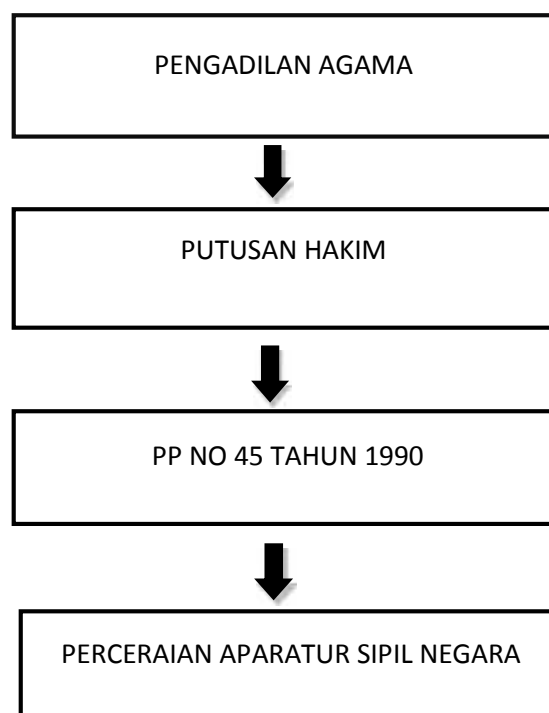 PENGADILAN AGAMA
PUTUSAN HAKIM
PP NO 45 TAHUN 1990
PERCERAIAN APARATUR SIPIL NEGARA